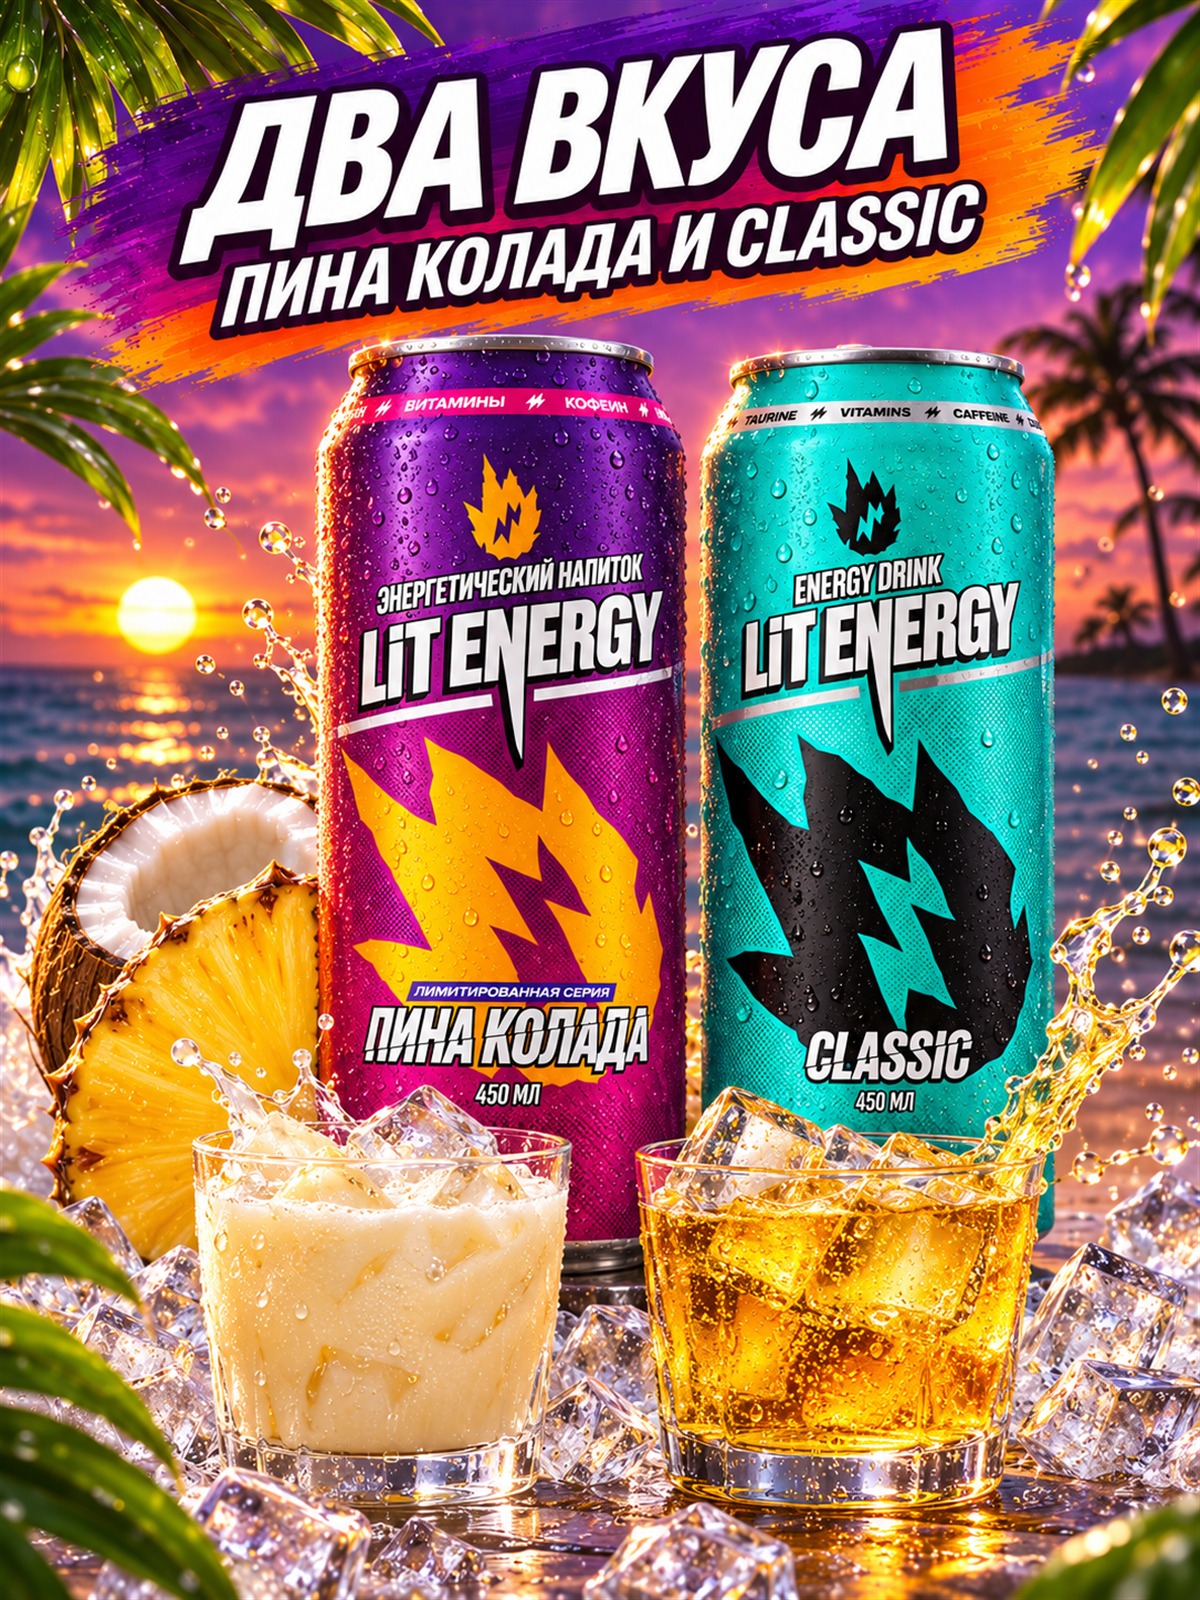 ДВА ВКУСА
ПИНА КОЛАДА И CLASSIC
ВИТАМИНЫ КОФЕИН
ЭНЕРГЕТИЧЕСКИЙ НАПИТОК
LiT ENERGY
ЛИМИТИРОВАННАЯ СЕРИЯ
ПИНА КОЛАДА
450 МЛ
TAURINE VITAMINS CAFFEINE
ENERGY DRINK
LiT ENERGY
CLASSIC
450 МЛ